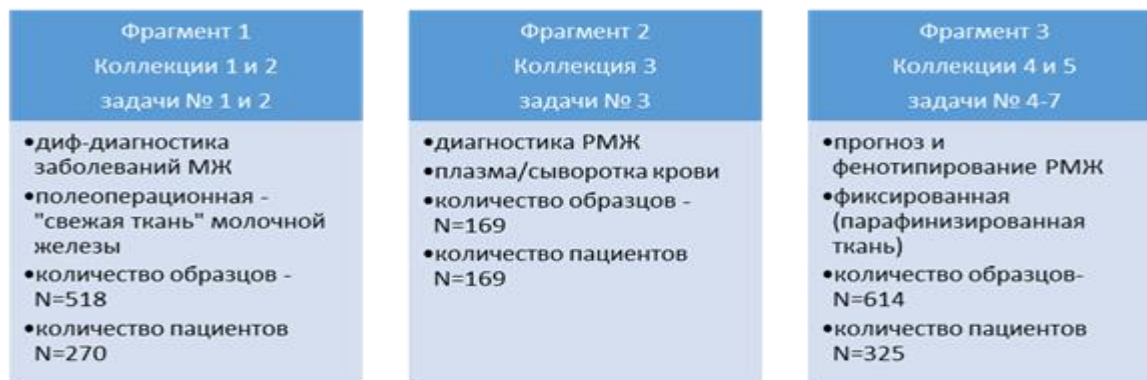 Фрагмент 1
Коллекции 1 и 2
задачи № 1 и 2
•диф-диагностика
заболеваний МЖ
•полеоперационная -
"свежая ткань" молочной
железы
•количество образцов -
N=518
•количество пациентов
N=270
Фрагмент 2
Коллекция 3
задачи № 3
•диагностика РМЖ
•плазма/сыворотка крови
•количество образцов -
N=169
•количество пациентов
N=169
Фрагмент 3
Коллекции 4 и 5
задачи № 4-7
•прогноз и
фенотипирование РМЖ
•фиксированная
(парафинизированная
ткань)
•количество образцов-
N=614
•количество пациентов
N=325